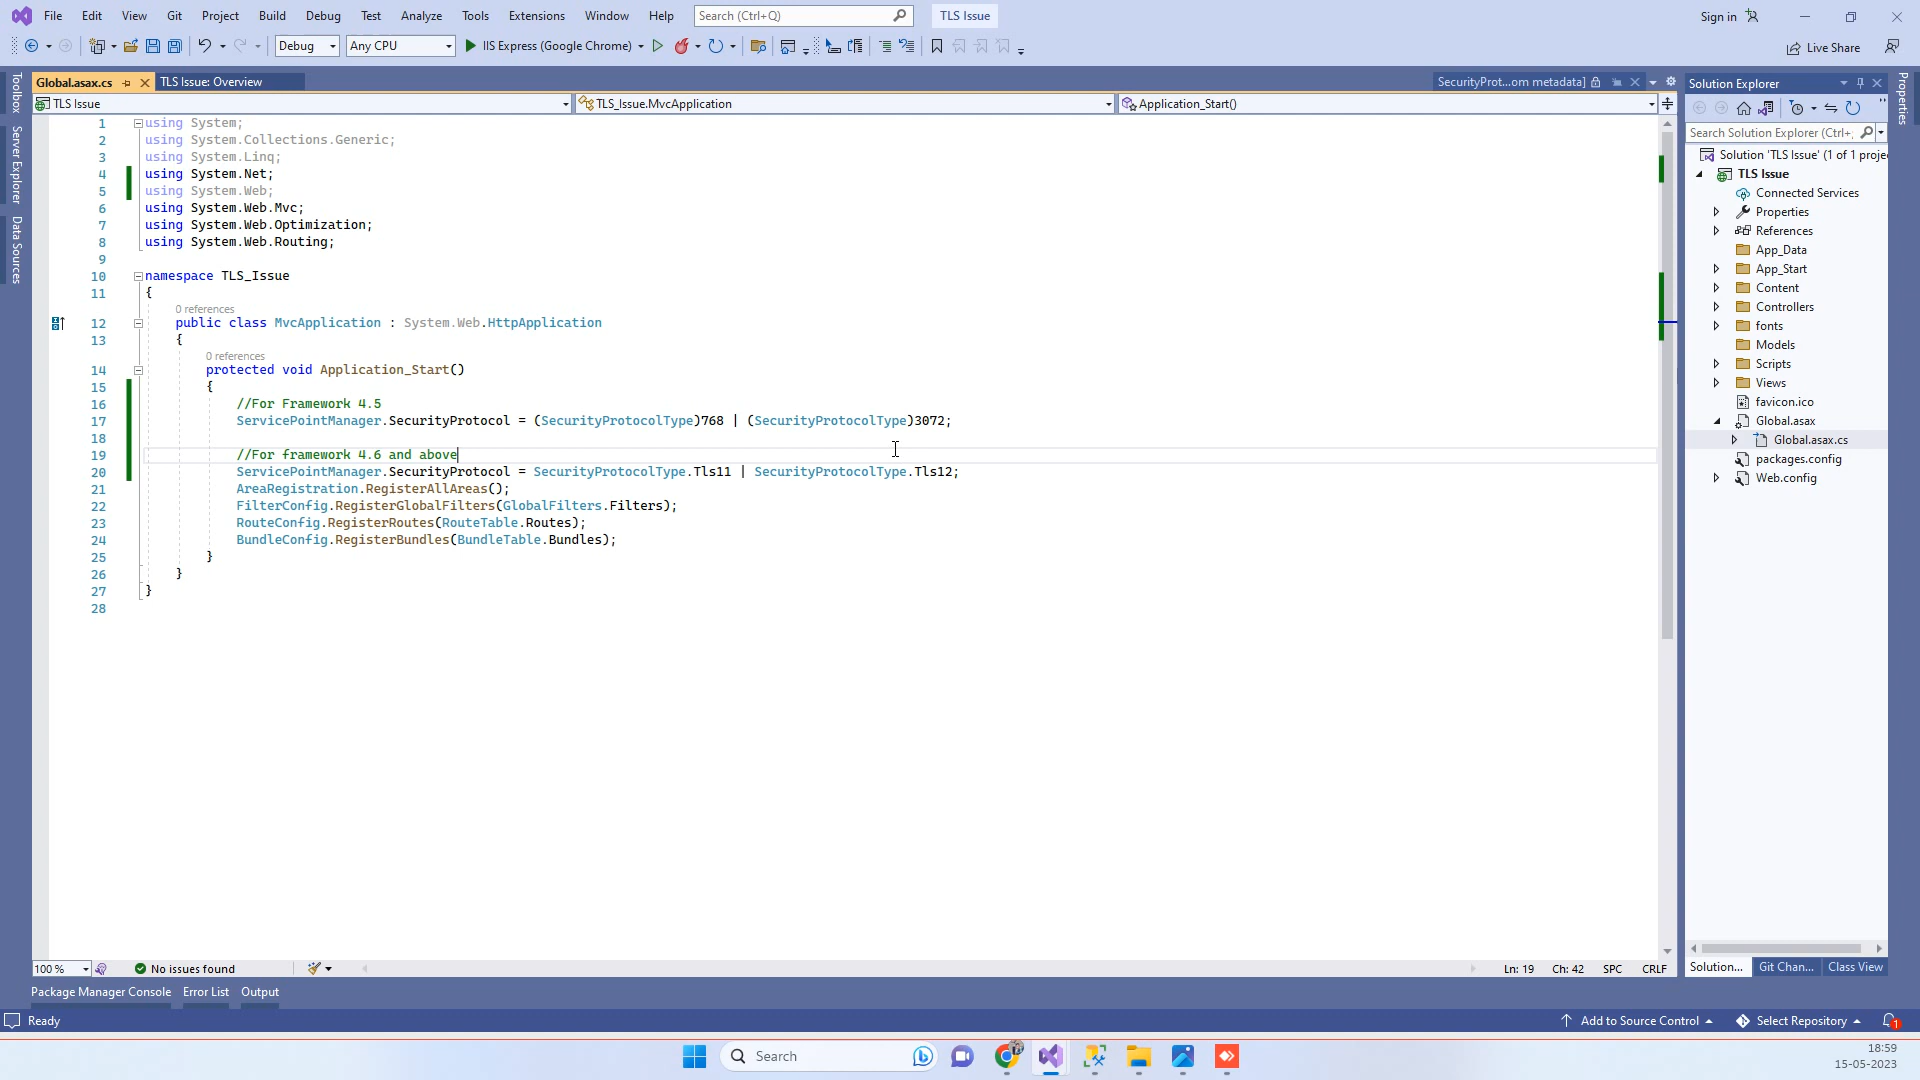 File Edit View Git Project Build Debug Test Analyze Tools Extensions Window Help Search (Ctrl+Q) TLS Issue Sign in
Debug Any CPU IIS Express (Google Chrome) Live Share
Toolbox
Server Explorer
Data Sources
Global.asax.cs TLS Issue: Overview SecurityProt...om metadata]
TLS Issue TLS_Issue.MvcApplication Application_Start()
1 using System;
2 using System.Collections.Generic;
3 using System.Linq;
4 using System.Net;
5 using System.Web;
6 using System.Web.Mvc;
7 using System.Web.Optimization;
8 using System.Web.Routing;
9
10 namespace TLS_Issue
11 {
0 references
12 public class MvcApplication : System.Web.HttpApplication
13 {
0 references
14 protected void Application_Start()
15 {
16 //For Framework 4.5
17 ServicePointManager.SecurityProtocol = (SecurityProtocolType)768 | (SecurityProtocolType)3072;
18
19 //For framework 4.6 and above
20 ServicePointManager.SecurityProtocol = SecurityProtocolType.Tls11 | SecurityProtocolType.Tls12;
21 AreaRegistration.RegisterAllAreas();
22 FilterConfig.RegisterGlobalFilters(GlobalFilters.Filters);
23 RouteConfig.RegisterRoutes(RouteTable.Routes);
24 BundleConfig.RegisterBundles(BundleTable.Bundles);
25 }
26 }
27 }
28
100 % No issues found Ln: 19 Ch: 42 SPC CRLF
Package Manager Console Error List Output
Solution Explorer
Search Solution Explorer (Ctrl+;
Solution 'TLS Issue' (1 of 1 proje
TLS Issue
Connected Services
Properties
References
App_Data
App_Start
Content
Controllers
fonts
Models
Scripts
Views
favicon.ico
Global.asax
Global.asax.cs
packages.config
Web.config
Solution... Git Chan... Class View
Properties
Ready Add to Source Control Select Repository 1
Search
18:59
15-05-2023